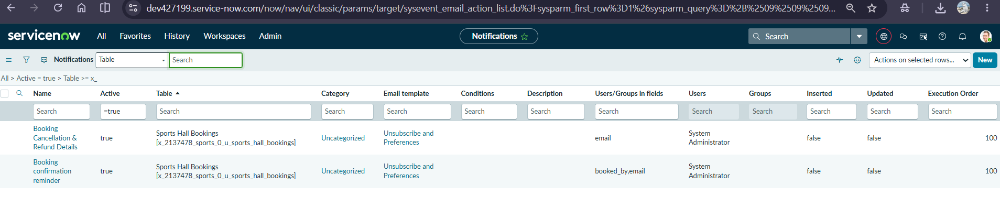 dev427199.service-now.com/now/nav/ui/classic/params/target/sysevent_email_action_list.do%3Fsysparm_first_row%3D1%26sysparm_query%3D%2B%2509%2509%2509...
servicenow All Favorites History Workspaces Admin Notifications Search
Notifications Table Search Actions on selected rows... New
All > Active = true > Table >= x_
Name Active Table Category Email template Conditions Description Users/Groups in fields Users Groups Inserted Updated Execution Order
Search =true Search Search Search Search Search Search Search Search Search Search Search
Booking Cancellation & Refund Details true Sports Hall Bookings [x_2137478_sports_0_u_sports_hall_bookings] Uncategorized Unsubscribe and Preferences email System Administrator false false 100
Booking confirmation reminder true Sports Hall Bookings [x_2137478_sports_0_u_sports_hall_bookings] Uncategorized Unsubscribe and Preferences booked_by,email System Administrator false false 100